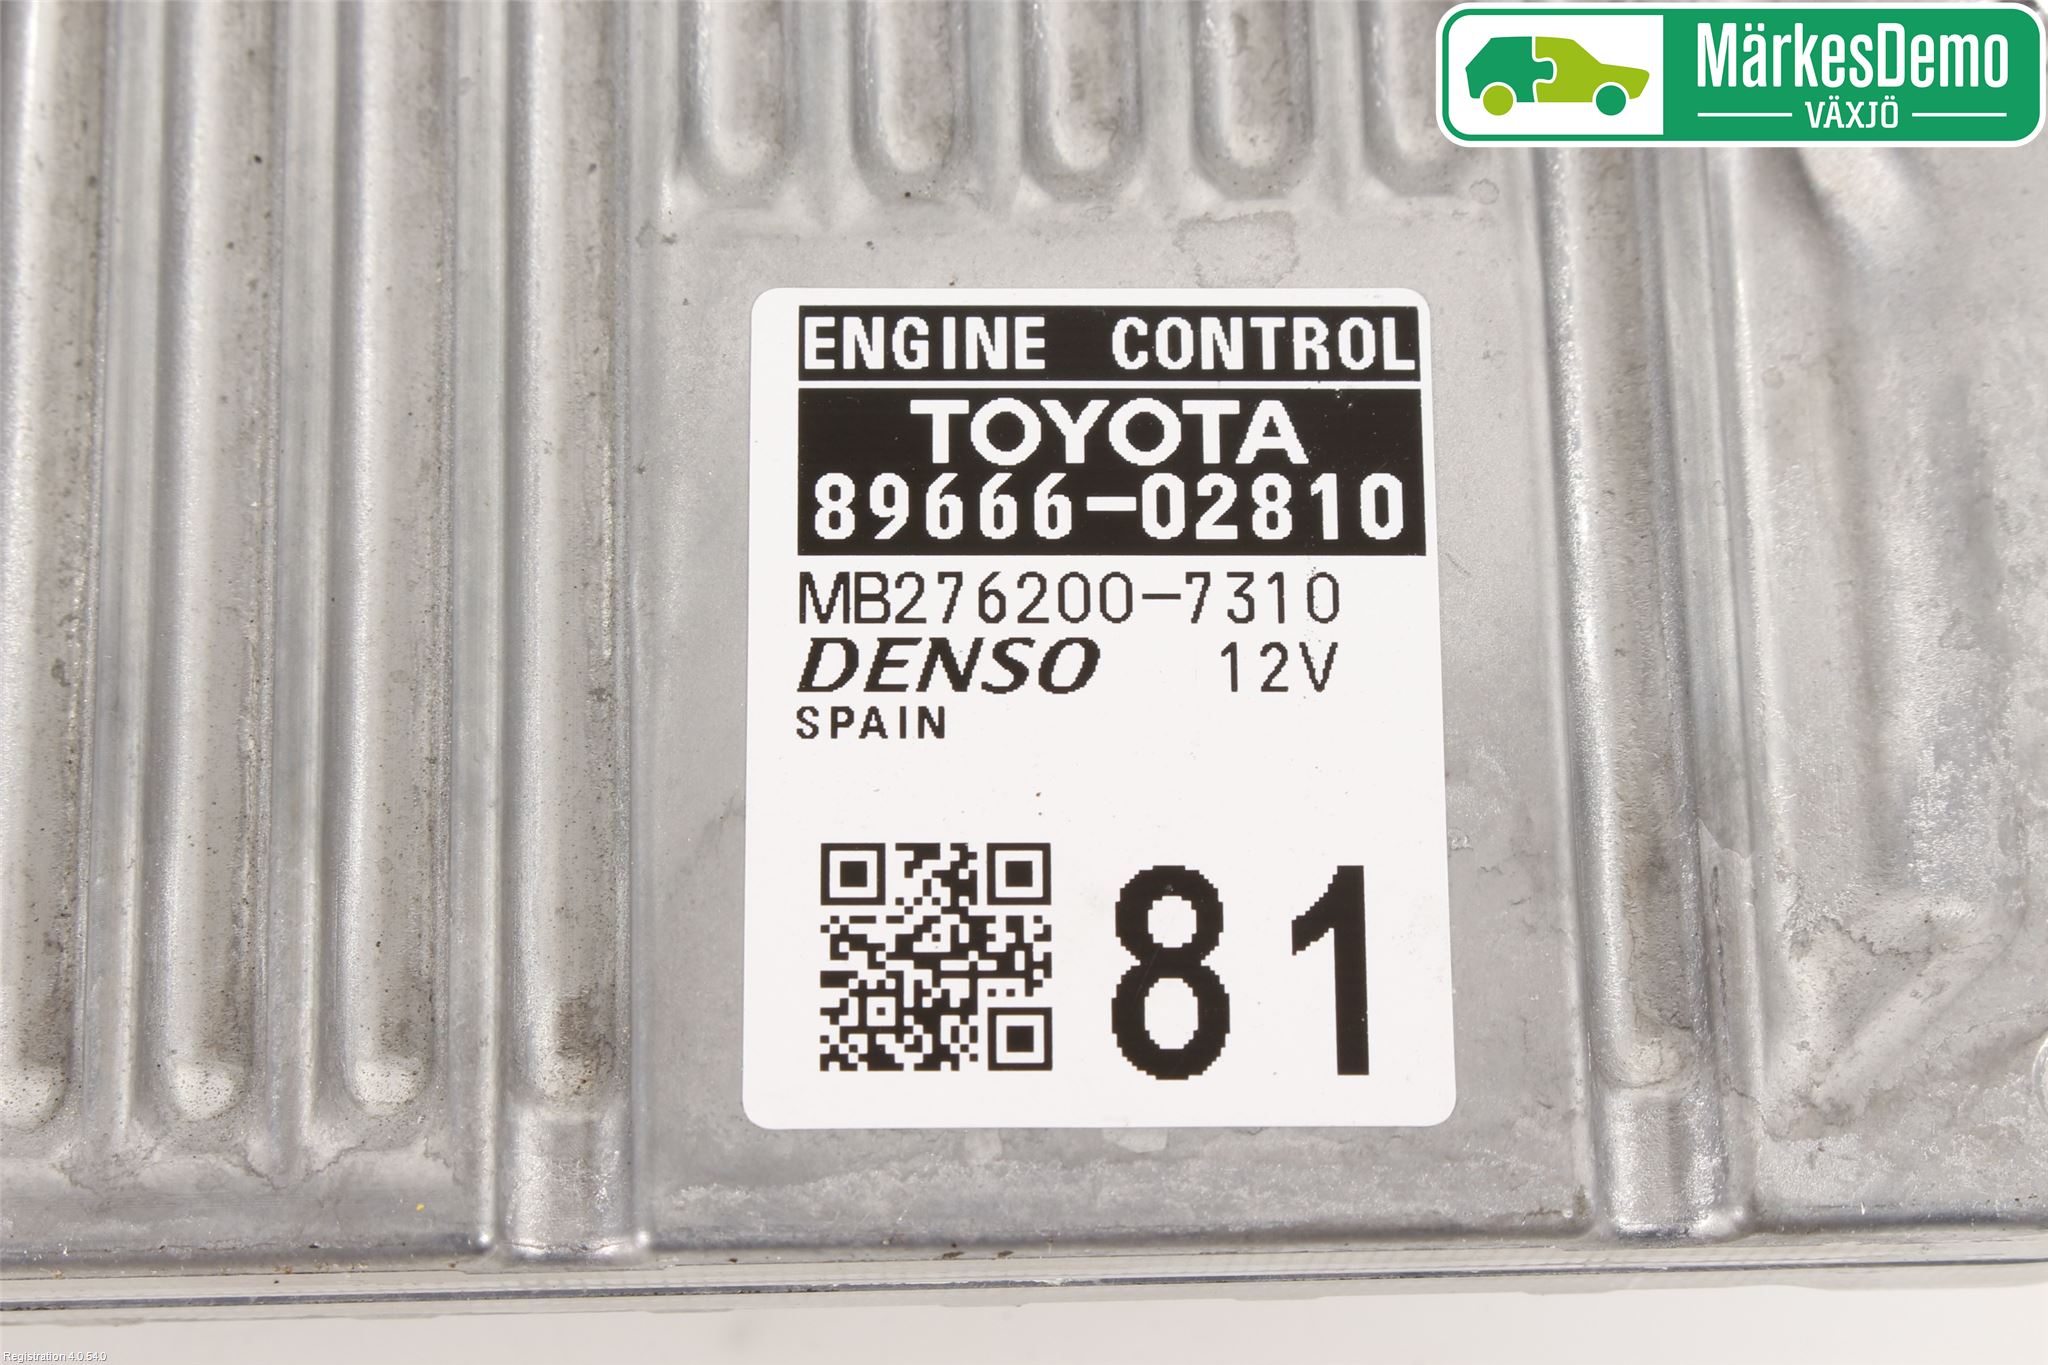 MärkesDemo
VÄXJÖ
ENGINE CONTROL
TOYOTA
89666-02810
MB276200-7310
DENSO 12V
SPAIN
81
Registration 4.0.54.0